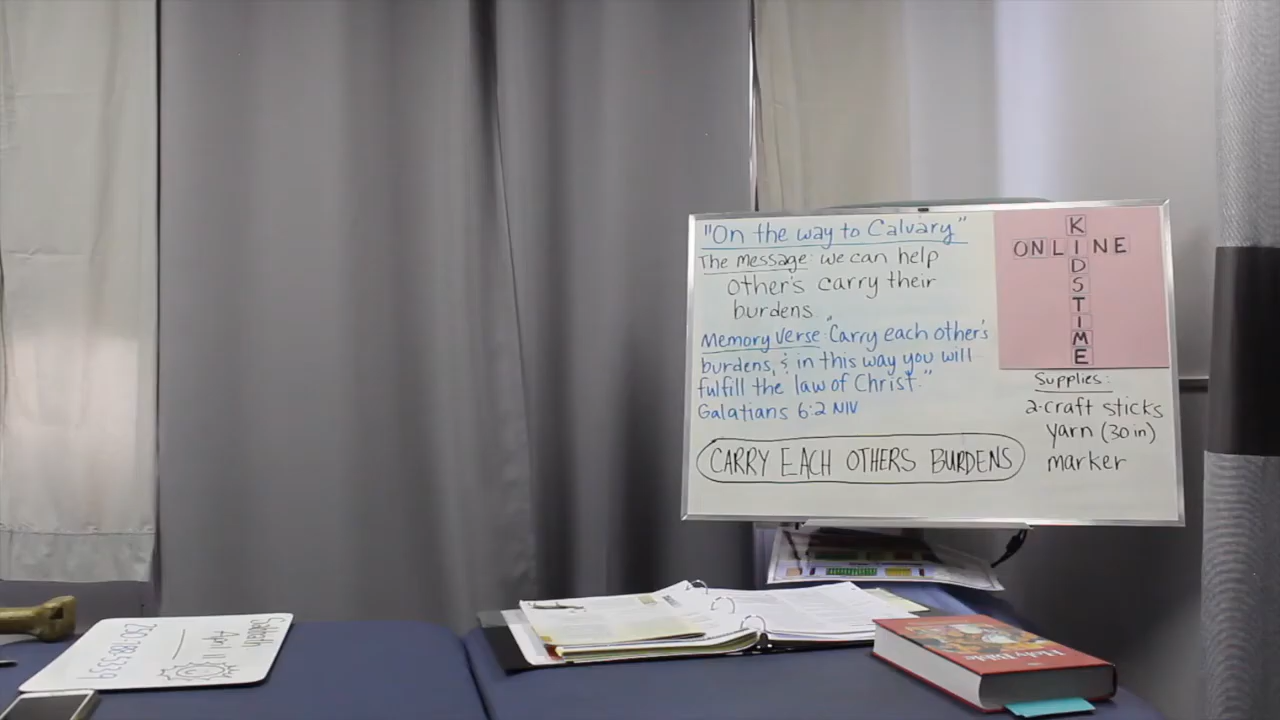 "On the way to Calvary"
The message: we can help
other's carry their
burdens
Memory Verse: "Carry each other's
burdens, & in this way you will
fulfill the law of Christ."
Galatians 6:2 NIV
CARRY EACH OTHERS BURDENS
KIDSTIME
ONLINE
Supplies:
2-craft sticks
yarn (30 in)
marker
Sabbath
April 11
Holy Bible